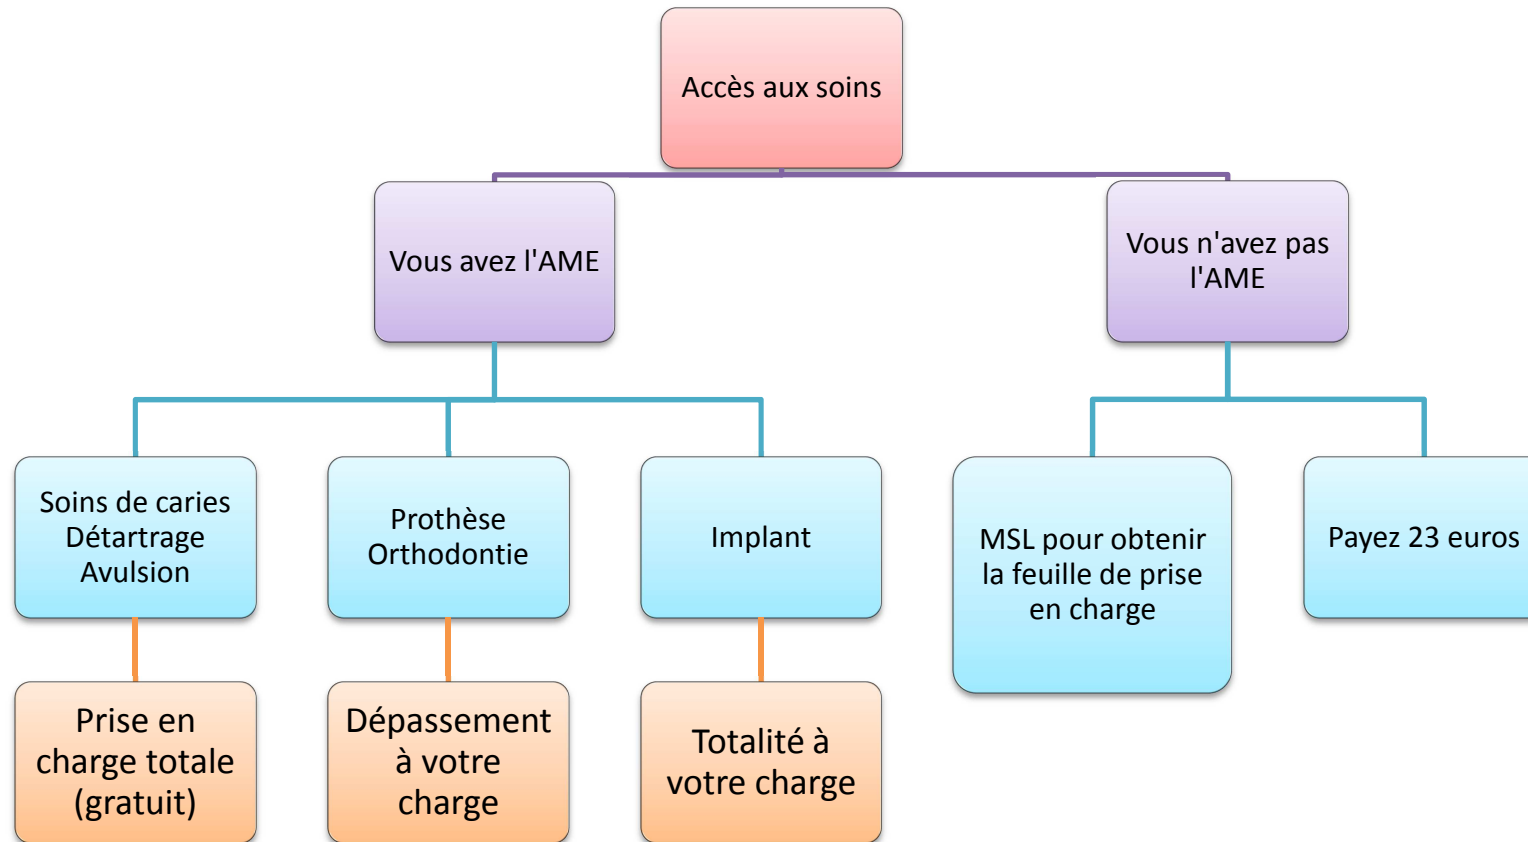 Accès aux soins
Vous avez l'AME
Vous n'avez pas
l'AME
Soins de caries
Détartrage
Avulsion
Prothèse
Orthodontie
Implant
MSL pour obtenir
la feuille de prise
en charge
Payez 23 euros
Prise en
charge totale
(gratuit)
Dépassement
à votre
charge
Totalité à
votre charge